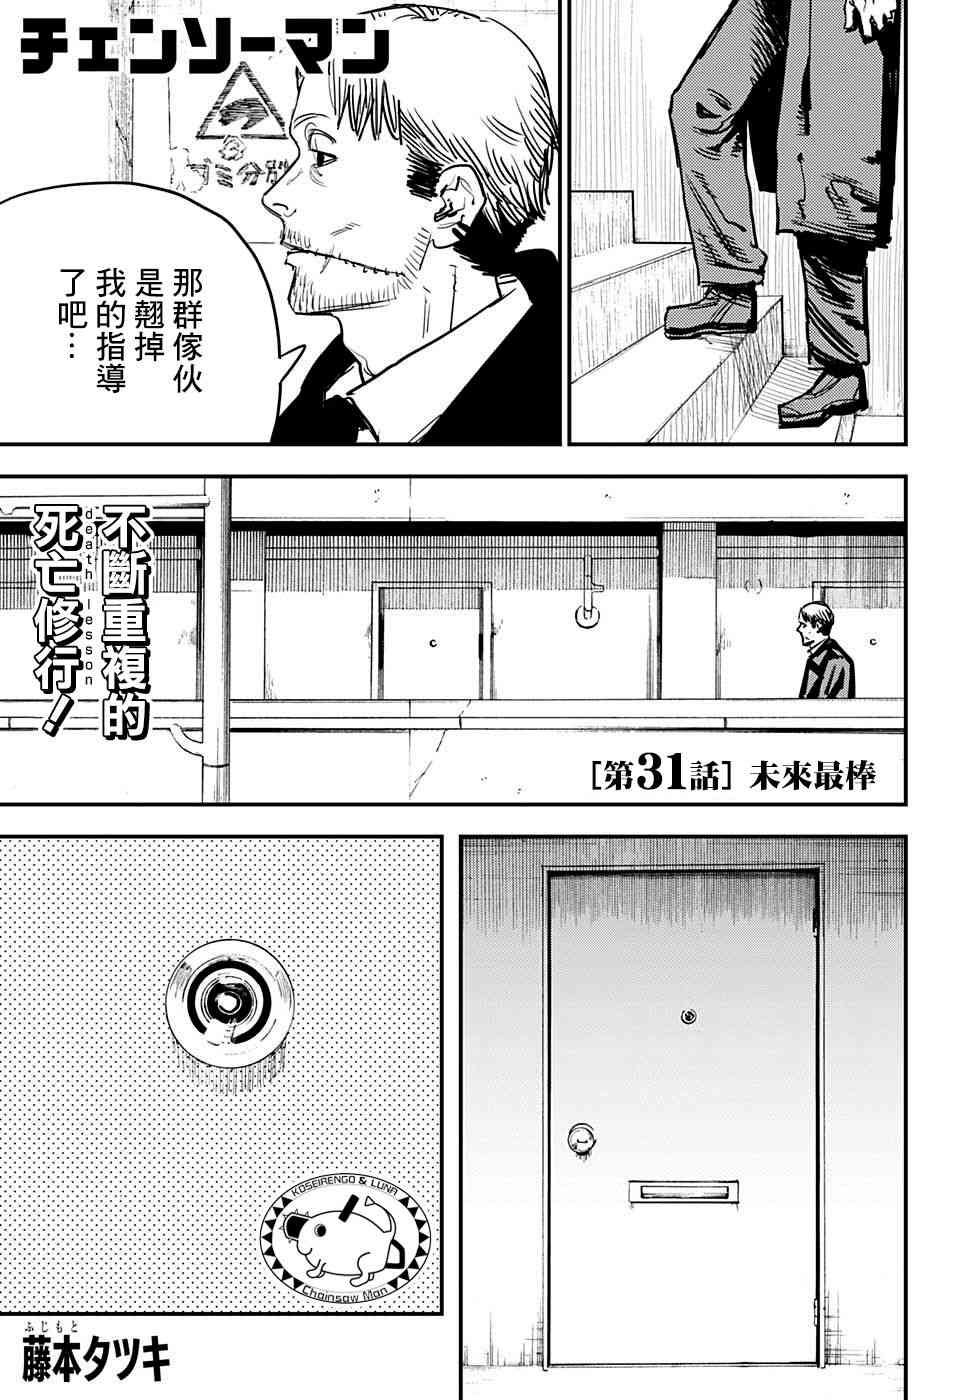 チェンソーマン
ゴミ分別
那群傢伙
是翹掉
我的指導
了吧…
不斷重複的
death lesson
死亡修行！
［第31話］未來最棒
KOSEIRENGO & LUNA
Chainsaw Man
ふじもと
藤本タツキ